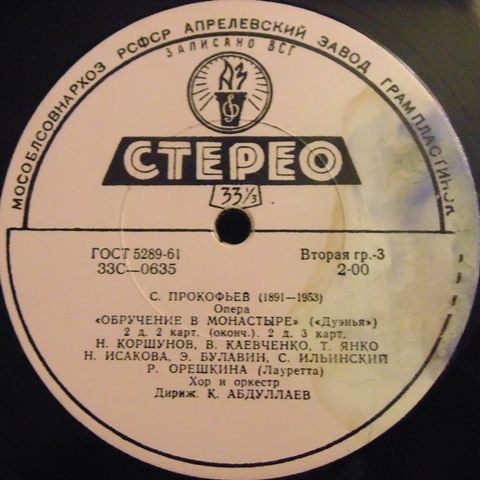 МОСОБЛСОВНАРХОЗ РСФСР АПРЕЛЕВСКИЙ ЗАВОД ГРАМПЛАСТИНОК
ЗАПИСАНО ВСГ
АЗ
СТЕРЕО
33⅓
ГОСТ 5289-61 Вторая гр.-3
33С—0635 2-00
С. ПРОКОФЬЕВ (1891—1953)
Опера
«ОБРУЧЕНИЕ В МОНАСТЫРЕ» («Дуэнья»)
2 д. 2 карт. (оконч.). 2 д. 3 карт.
Н. КОРШУНОВ, В. КАЕВЧЕНКО, Т. ЯНКО
Н. ИСАКОВА, Э. БУЛАВИН, С. ИЛЬИНСКИЙ
Р. ОРЕШКИНА (Лауретта)
Хор и оркестр
Дириж. К. АБДУЛЛАЕВ